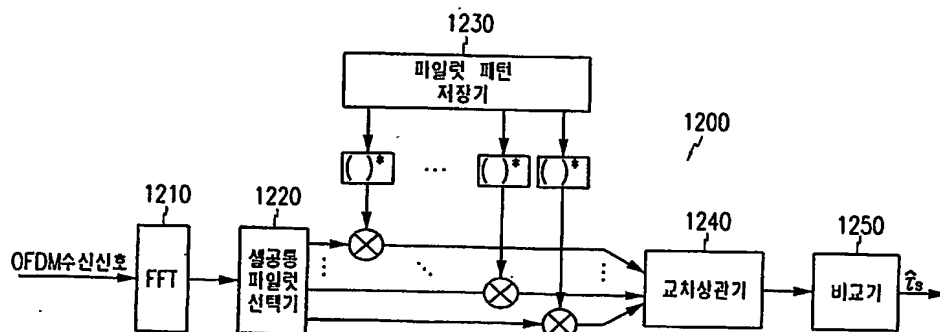 1230
파일럿 패턴
저장기
1200
( )* ... ( )* ( )*
1210
1220
1240
1250
OFDM수신신호
FFT
셀공통
파일럿
선택기
교차상관기
비교기
τ̂s